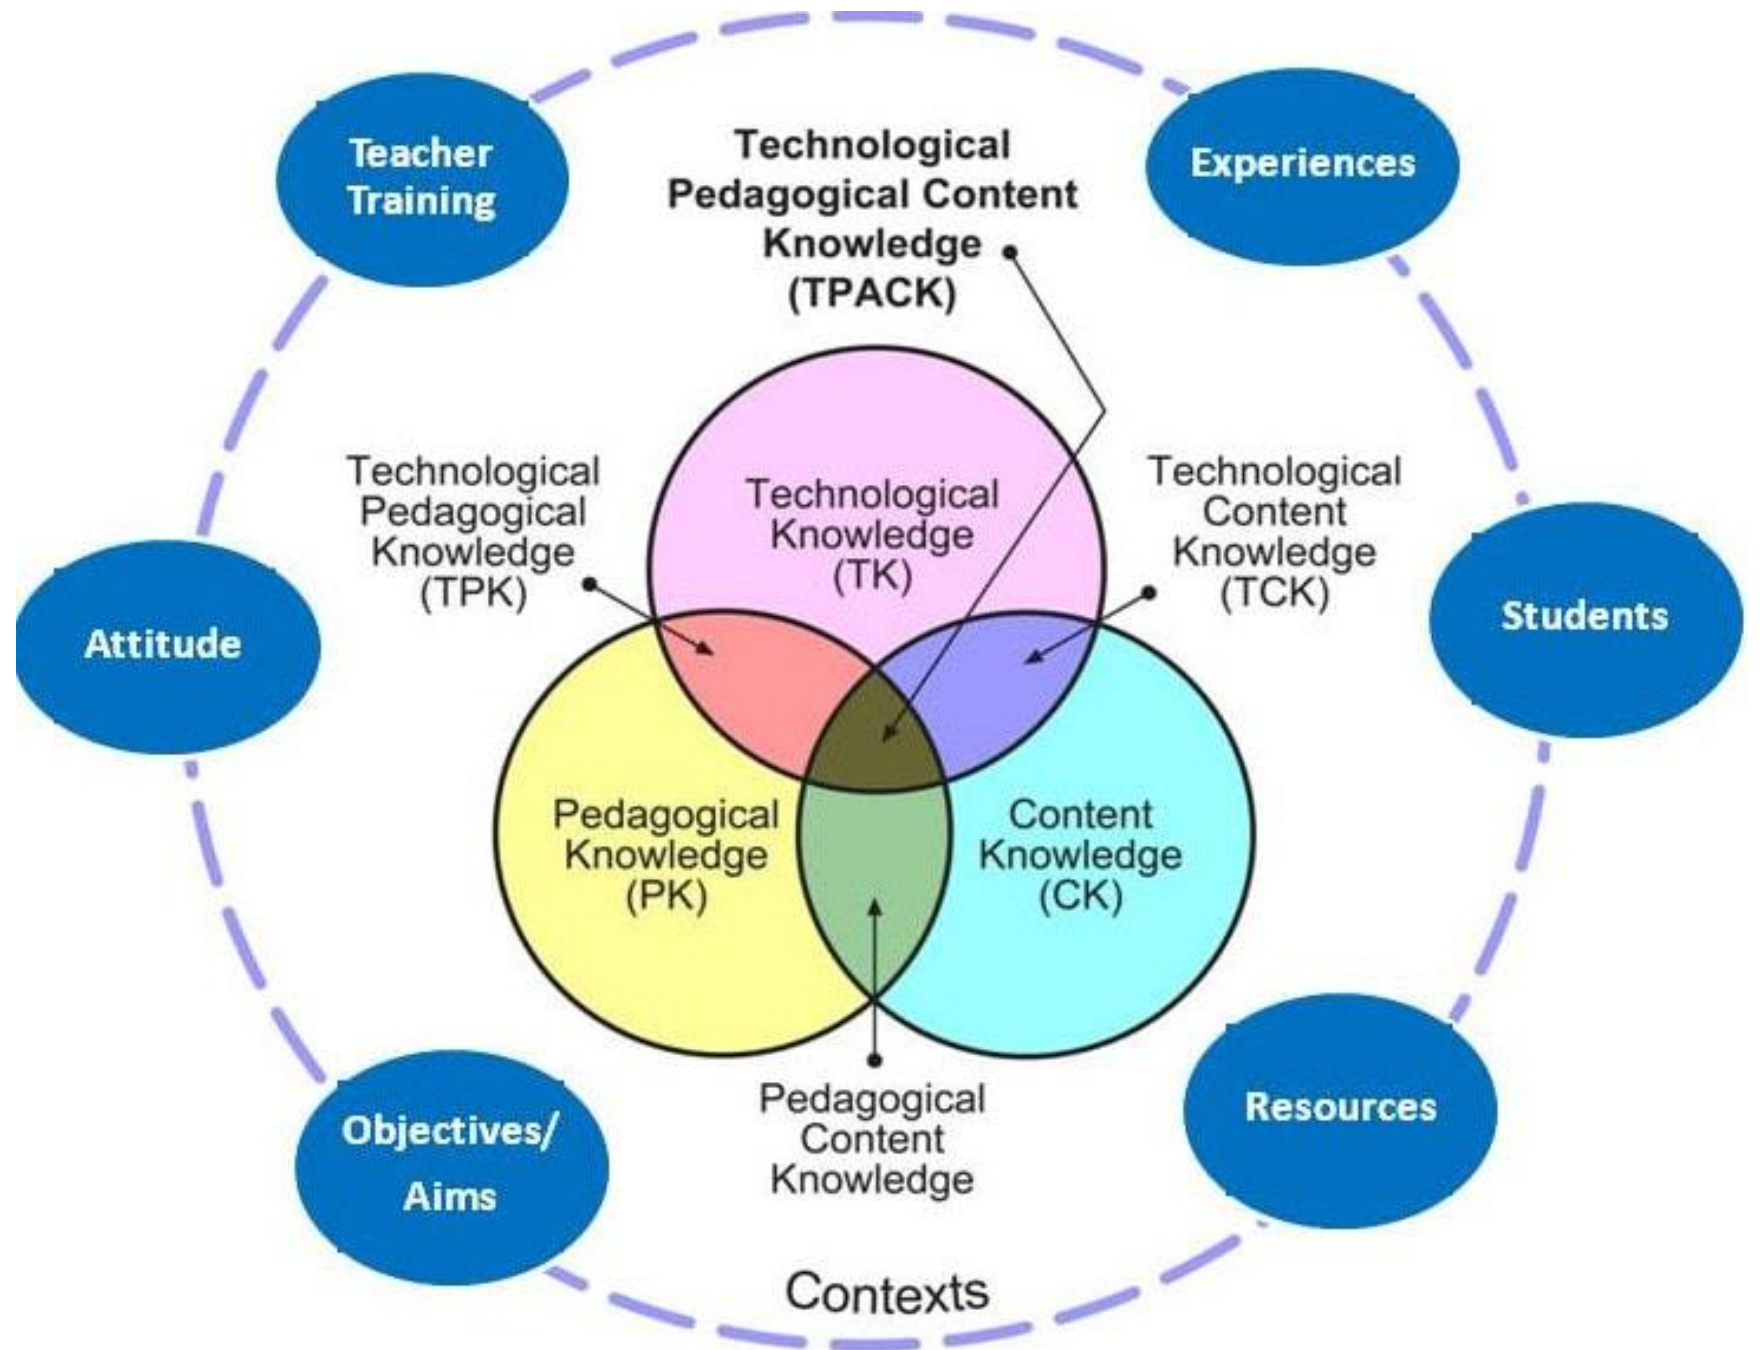 Teacher
Training
Experiences
Technological
Pedagogical Content
Knowledge
(TPACK)
Technological
Pedagogical
Knowledge
(TPK)
Technological
Knowledge
(TK)
Technological
Content
Knowledge
(TCK)
Attitude
Students
Pedagogical
Knowledge
(PK)
Content
Knowledge
(CK)
Objectives/
Aims
Pedagogical
Content
Knowledge
Resources
Contexts